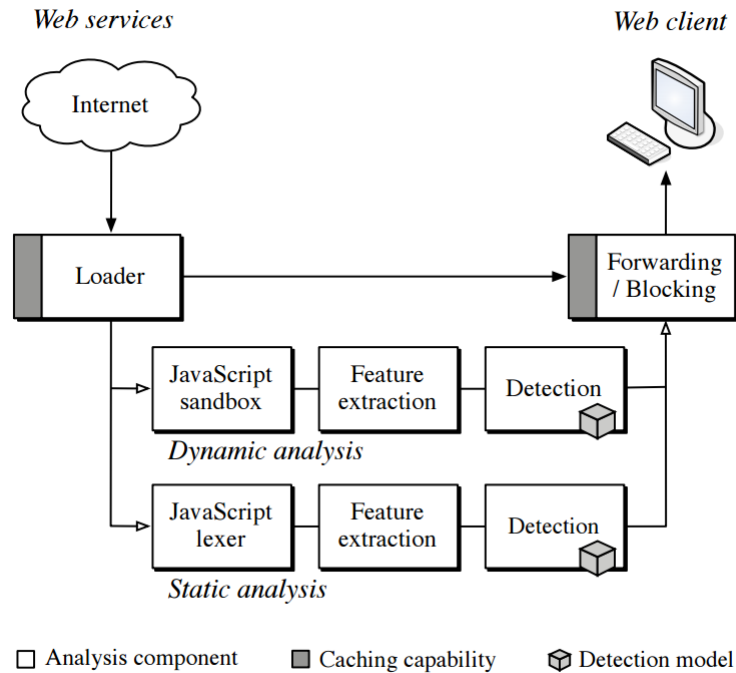 Web services
Web client
Internet
Loader
Forwarding
/ Blocking
JavaScript
sandbox
Feature
extraction
Detection
Dynamic analysis
JavaScript
lexer
Feature
extraction
Detection
Static analysis
Analysis component
Caching capability
Detection model